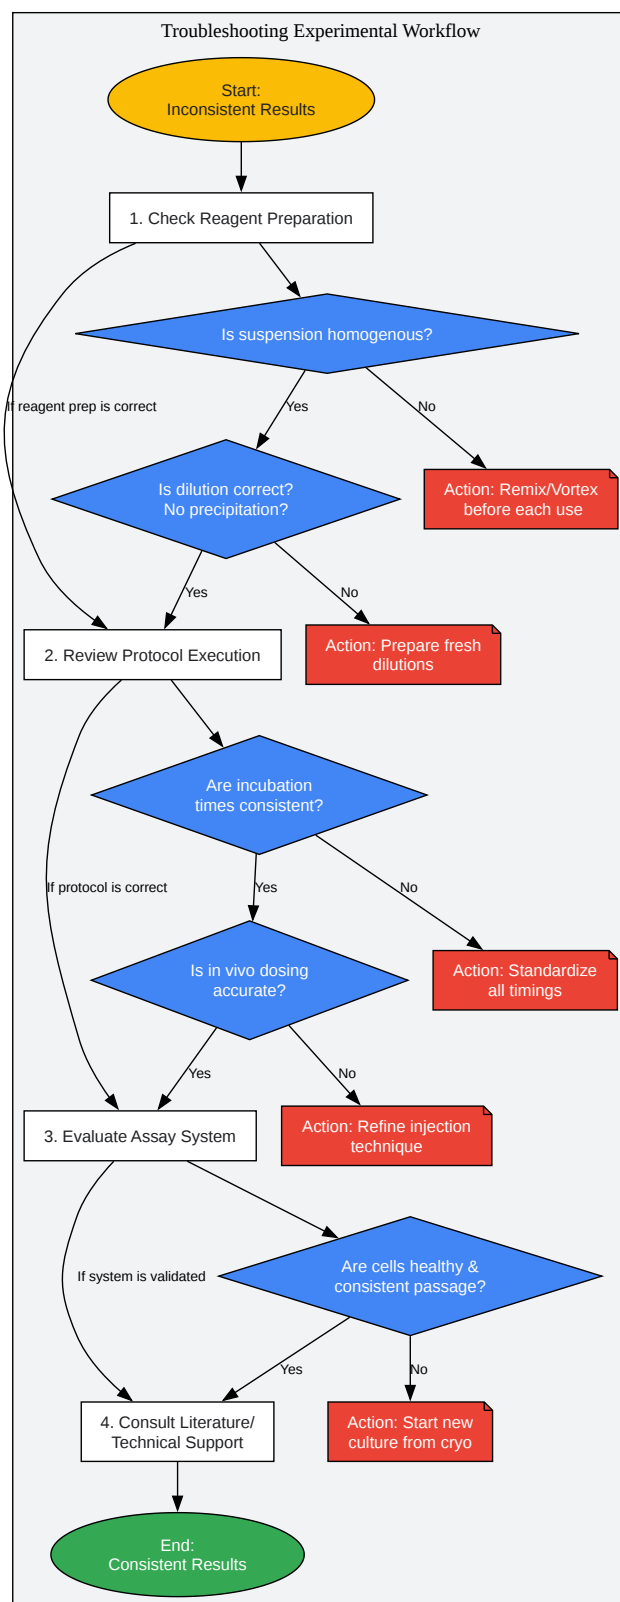 Troubleshooting Experimental Workflow
Start:
Inconsistent Results
1. Check Reagent Preparation
Is suspension homogenous?
If reagent prep is correct
Yes
No
Is dilution correct?
No precipitation?
Action: Remix/Vortex
before each use
Yes
No
2. Review Protocol Execution
Action: Prepare fresh
dilutions
Are incubation
times consistent?
If protocol is correct
Yes
No
Is in vivo dosing
accurate?
Action: Standardize
all timings
Yes
No
3. Evaluate Assay System
Action: Refine injection
technique
If system is validated
Are cells healthy &
consistent passage?
Yes
No
4. Consult Literature/
Technical Support
Action: Start new
culture from cryo
End:
Consistent Results